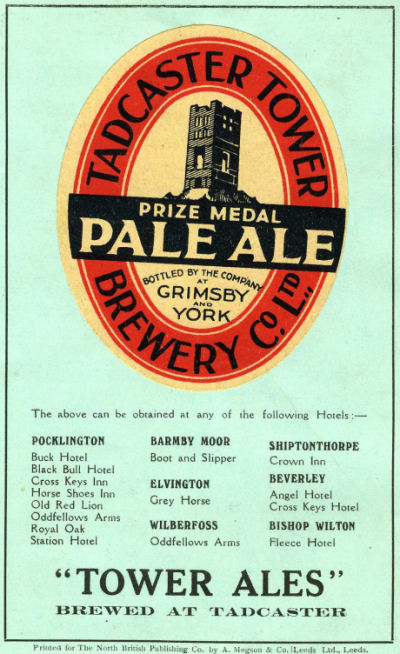 TADCASTER TOWER
PRIZE MEDAL
PALE ALE
BOTTLED BY THE COMPANY
AT
GRIMSBY
AND
YORK
BREWERY Co. LTD.,
The above can be obtained at any of the following Hotels:—
POCKLINGTON
Buck Hotel
Black Bull Hotel
Cross Keys Inn
Horse Shoes Inn
Old Red Lion
Oddfellows Arms
Royal Oak
Station Hotel
BARMBY MOOR
Boot and Slipper
ELVINGTON
Grey Horse
WILBERFOSS
Oddfellows Arms
SHIPTONTHORPE
Crown Inn
BEVERLEY
Angel Hotel
Cross Keys Hotel
BISHOP WILTON
Fleece Hotel
"TOWER ALES"
BREWED AT TADCASTER
Printed for The North British Publishing Co. by A. Megson & Co. (Leeds) Ltd., Leeds.